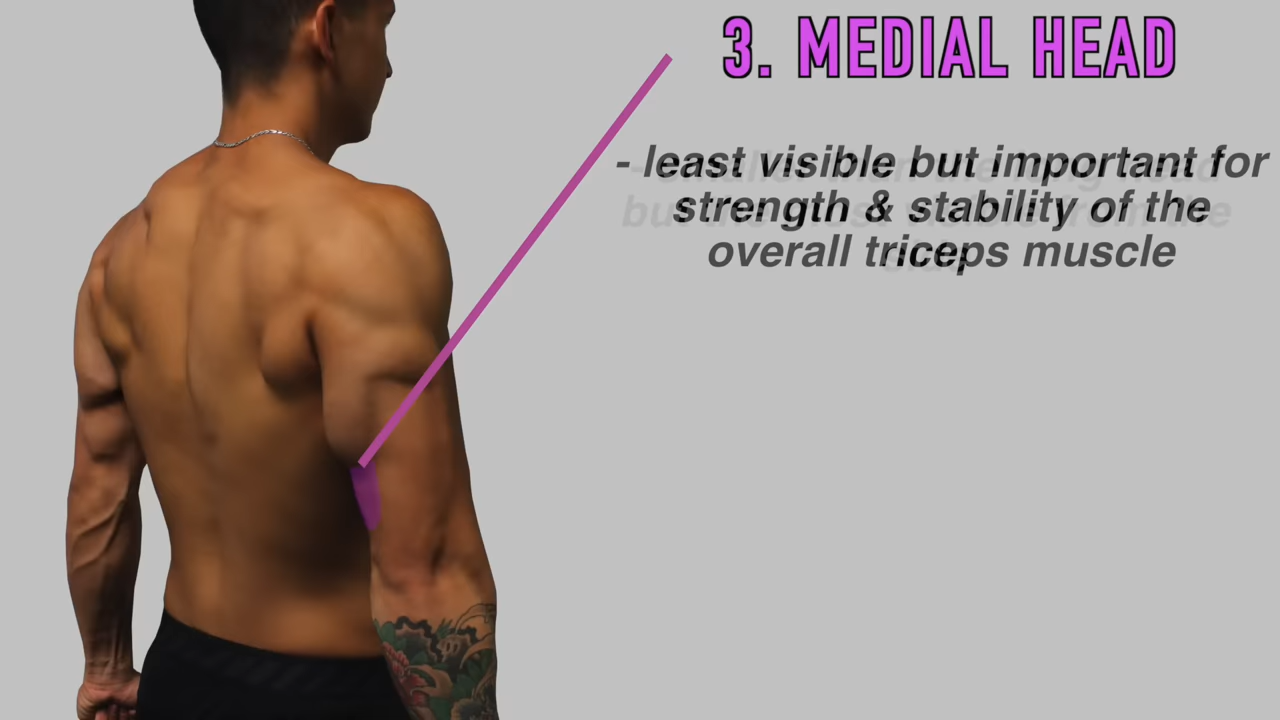 3. MEDIAL HEAD
- least visible but important for
strength & stability of the
overall triceps muscle